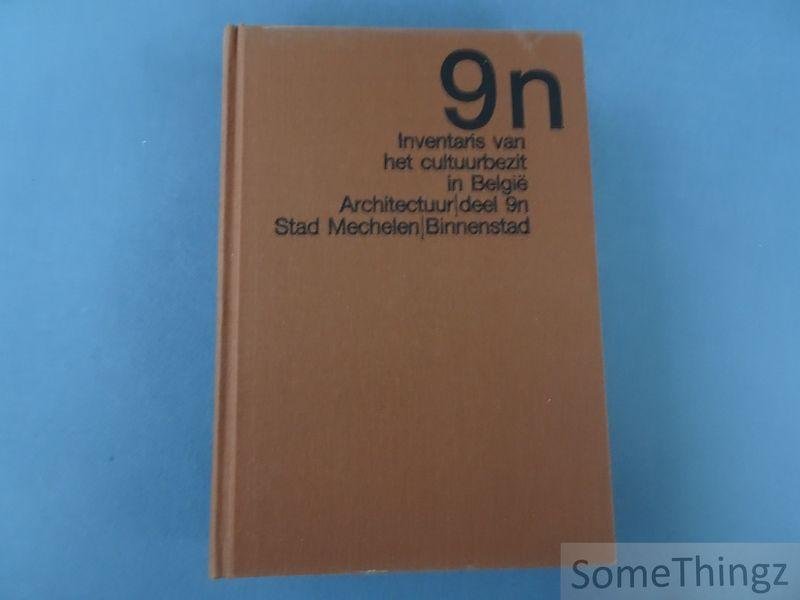 9n
Inventaris van
het cultuurbezit
in België
Architectuur|deel 9n
Stad Mechelen|Binnenstad
SomeThingz